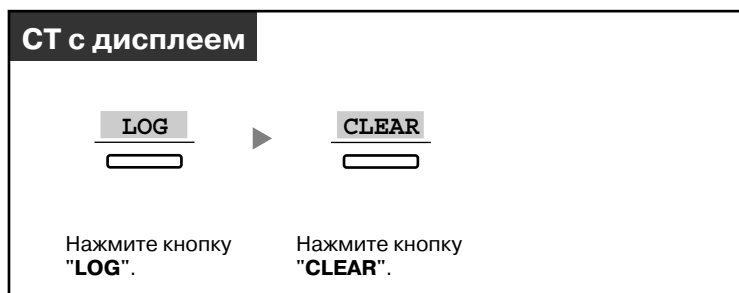 СТ с дисплеем
LOG
CLEAR
Нажмите кнопку
"LOG".
Нажмите кнопку
"CLEAR".